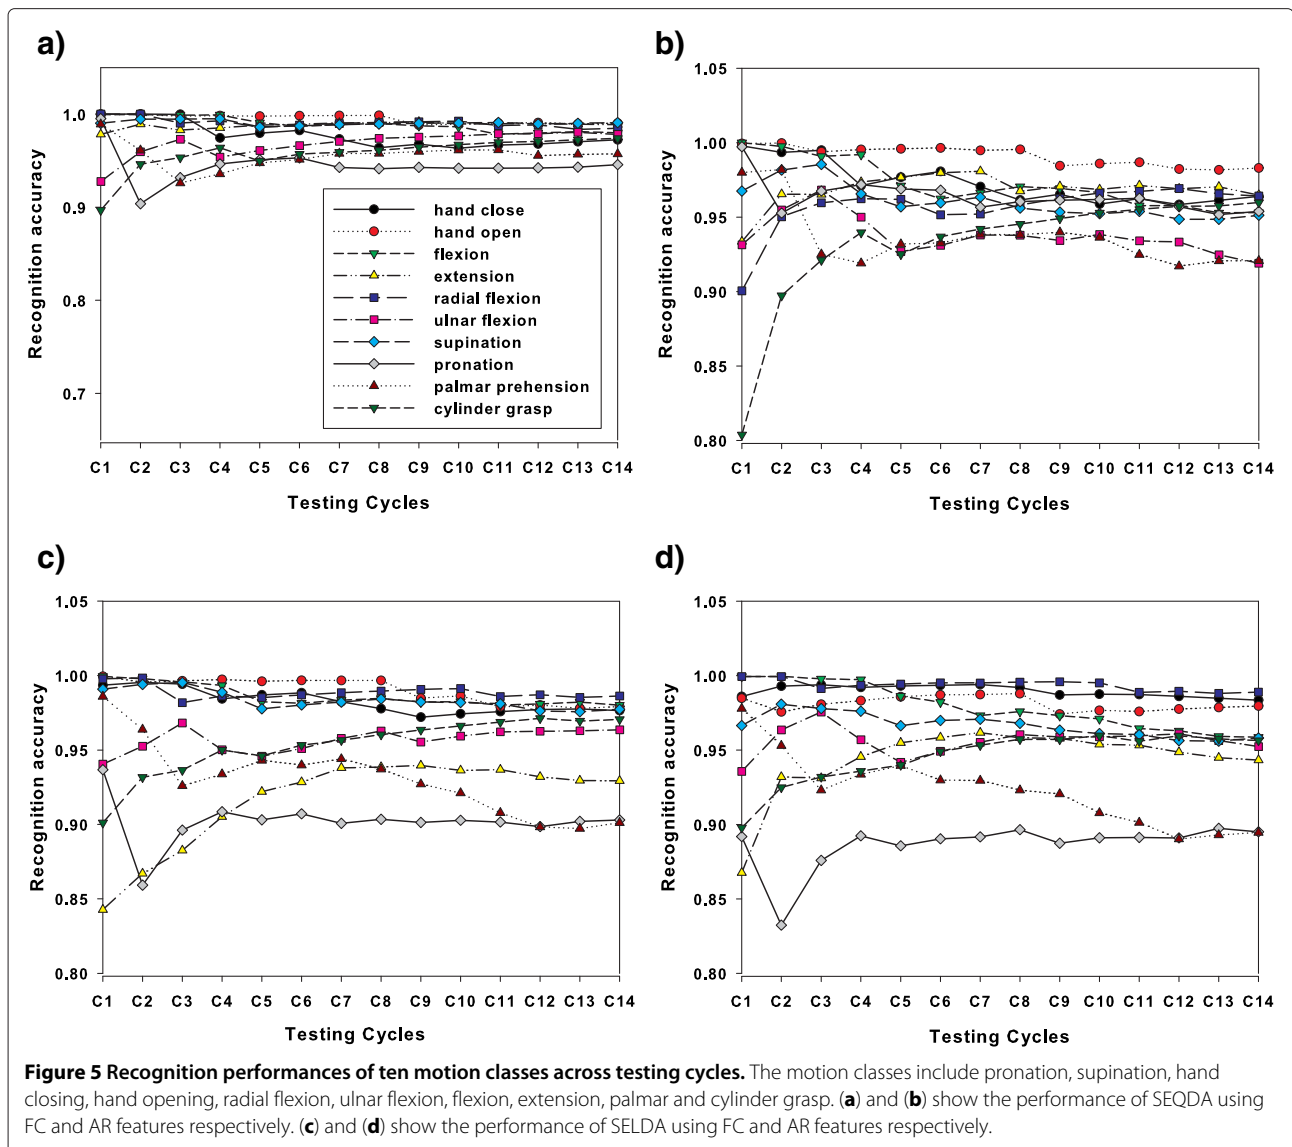 a)
Recognition accuracy
1.0
0.9
0.8
0.7
hand close
hand open
flexion
extension
radial flexion
ulnar flexion
supination
pronation
palmar prehension
cylinder grasp
C1 C2 C3 C4 C5 C6 C7 C8 C9 C10 C11 C12 C13 C14
Testing Cycles
b)
Recognition accuracy
1.05
1.00
0.95
0.90
0.85
0.80
C1 C2 C3 C4 C5 C6 C7 C8 C9 C10 C11 C12 C13 C14
Testing Cycles
c)
Recognition accuracy
1.05
1.00
0.95
0.90
0.85
0.80
C1 C2 C3 C4 C5 C6 C7 C8 C9 C10 C11 C12 C13 C14
Testing Cycles
d)
Recognition accuracy
1.05
1.00
0.95
0.90
0.85
0.80
C1 C2 C3 C4 C5 C6 C7 C8 C9 C10 C11 C12 C13 C14
Testing Cycles
Figure 5 Recognition performances of ten motion classes across testing cycles. The motion classes include pronation, supination, hand
closing, hand opening, radial flexion, ulnar flexion, flexion, extension, palmar and cylinder grasp. (a) and (b) show the performance of SEQDA using
FC and AR features respectively. (c) and (d) show the performance of SELDA using FC and AR features respectively.